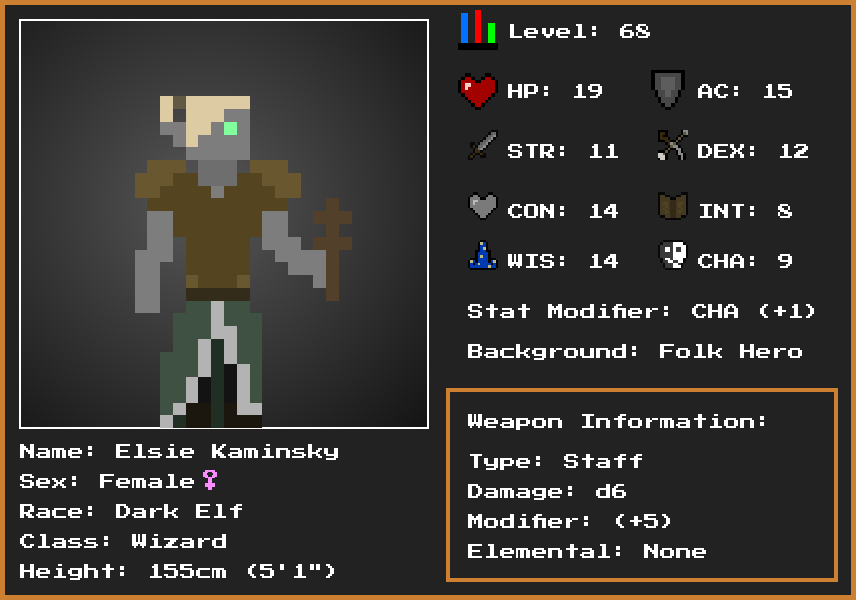 Level: 68
HP: 19 AC: 15
STR: 11 DEX: 12
CON: 14 INT: 8
WIS: 14 CHA: 9
Stat Modifier: CHA (+1)
Background: Folk Hero
Weapon Information:
Type: Staff
Damage: d6
Modifier: (+5)
Elemental: None
Name: Elsie Kaminsky
Sex: Female♀
Race: Dark Elf
Class: Wizard
Height: 155cm (5'1")